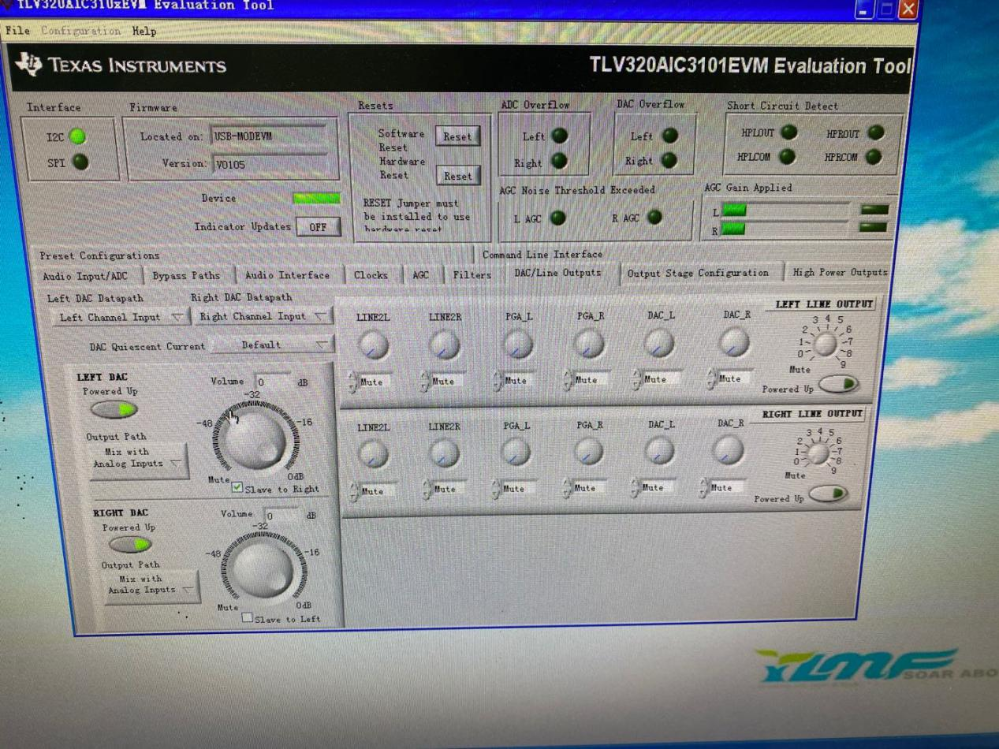 TLV320AIC310xEVM Evaluation Tool
File Configuration Help
TEXAS INSTRUMENTS
TLV320AIC3101EVM Evaluation Tool
Interface
I2C
SPI
Firmware
Located on: USB-MODEVM
Version: V0105
Device
Indicator Updates OFF
Resets
Software Reset
Reset
Hardware
Reset Reset
RESET Jumper must
be installed to use
hardware reset
ADC Overflow
Left
Right
DAC Overflow
Left
Right
Short Circuit Detect
HPLOUT HPROUT
HPLCOM HPRCOM
AGC Noise Threshold Exceeded
L AGC R AGC
AGC Gain Applied
L
R
Preset Configurations Command Line Interface
Audio Input/ADC Bypass Paths Audio Interface Clocks AGC Filters DAC/Line Outputs Output Stage Configuration High Power Outputs
Left DAC Datapath Right DAC Datapath
Left Channel Input Right Channel Input
DAC Quiescent Current Default
LEFT DAC
Powered Up
Output Path
Mix with
Analog Inputs
Volume 0 dB
-32
-48 -16
Mute 0dB
Slave to Right
RIGHT DAC
Powered Up
Output Path
Mix with
Analog Inputs
Volume 0 dB
-32
-48 -16
Mute 0dB
Slave to Left
LINE2L LINE2R PGA_L PGA_R DAC_L DAC_R
Mute Mute Mute Mute Mute Mute
LEFT LINE OUTPUT
3 4 5
2 6
1 7
0 8
9
Mute
Powered Up
LINE2L LINE2R PGA_L PGA_R DAC_L DAC_R
Mute Mute Mute Mute Mute Mute
RIGHT LINE OUTPUT
3 4 5
2 6
1 7
0 8
9
Mute
Powered Up
YLMF
SOAR ABO